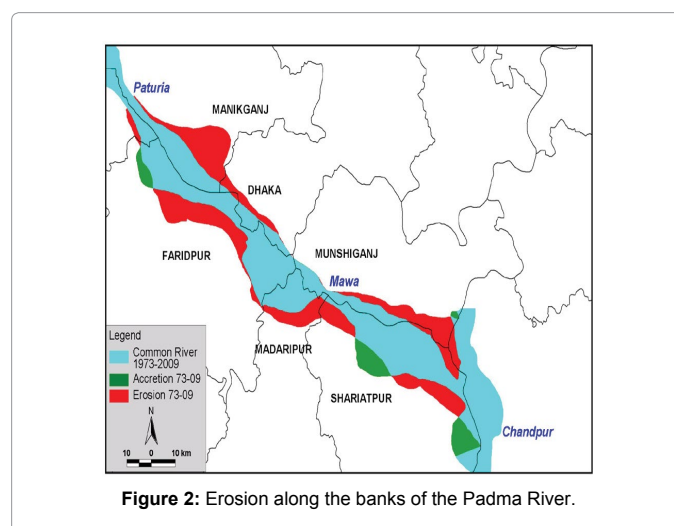 Paturia
MANIKGANJ
DHAKA
FARIDPUR
MUNSHIGANJ
Mawa
MADARIPUR
SHARIATPUR
Chandpur
Legend
Common River
1973-2009
Accretion 73-09
Erosion 73-09
N
10 0 10 km
Figure 2: Erosion along the banks of the Padma River.